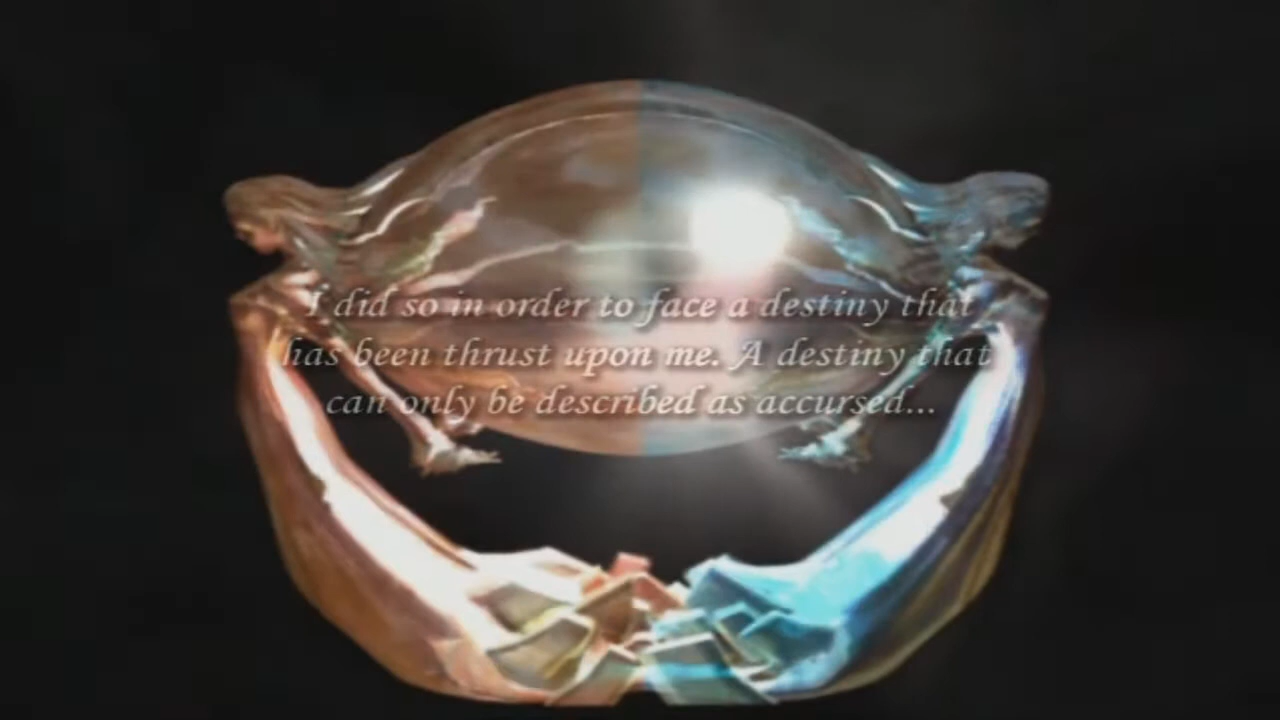 I did so in order to face a destiny that
has been thrust upon me. A destiny that
can only be described as accursed...